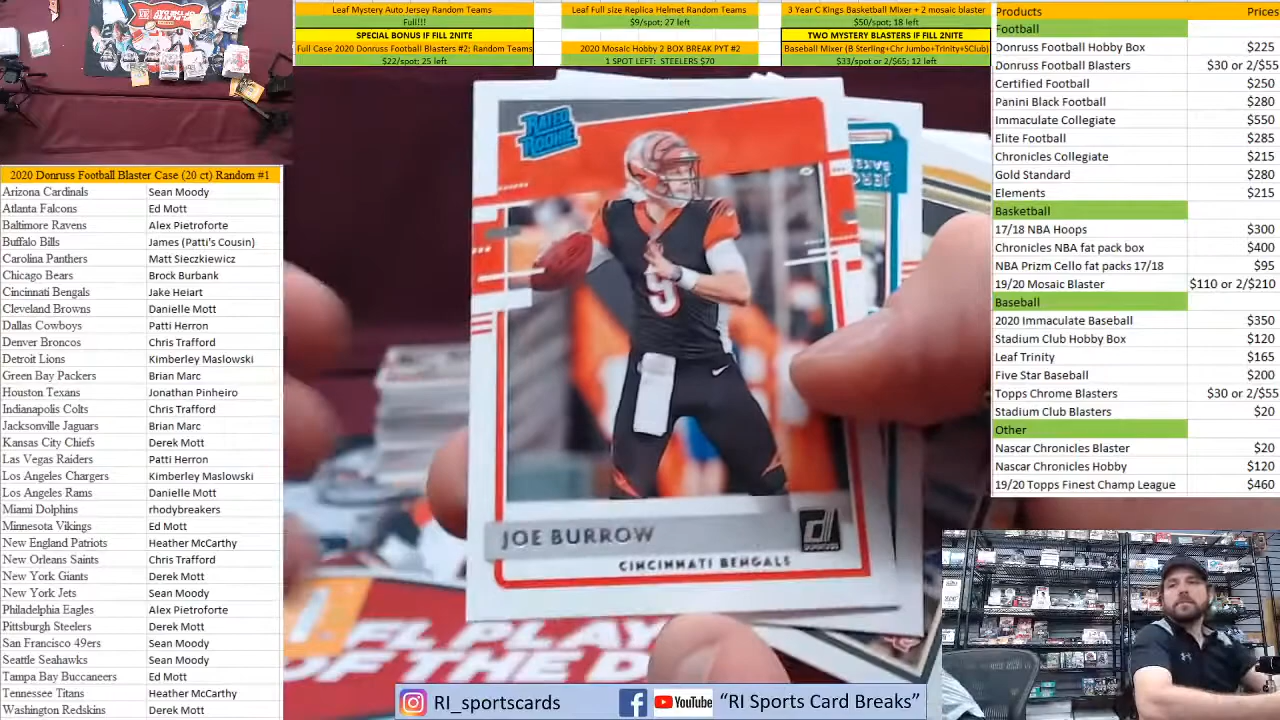 Leaf Mystery Auto Jersey Random Teams
Full!!!
SPECIAL BONUS IF FILL 2NITE
Full Case 2020 Donruss Football Blasters #2; Random Teams
$22/spot; 25 left
Leaf Full size Replica Helmet Random Teams
$9/spot; 27 left
2020 Mosaic Hobby 2 BOX BREAK PYT #2
1 SPOT LEFT: STEELERS $70
3 Year C Kings Basketball Mixer + 2 mosaic blaster
$50/spot; 18 left
TWO MYSTERY BLASTERS IF FILL 2NITE
Baseball Mixer (B Sterling+Chr Jumbo+Trinity+SClub)
$33/spot or 2/$65; 12 left
Products Prices
Football
Donruss Football Hobby Box $225
Donruss Football Blasters $30 or 2/$55
Certified Football $250
Panini Black Football $280
Immaculate Collegiate $550
Elite Football $285
Chronicles Collegiate $215
Gold Standard $280
Elements $215
Basketball
17/18 NBA Hoops $300
Chronicles NBA fat pack box $400
NBA Prizm Cello fat packs 17/18 $95
19/20 Mosaic Blaster $110 or 2/$210
Baseball
2020 Immaculate Baseball $350
Stadium Club Hobby Box $120
Leaf Trinity $165
Five Star Baseball $200
Topps Chrome Blasters $30 or 2/$55
Stadium Club Blasters $20
Other
Nascar Chronicles Blaster $20
Nascar Chronicles Hobby $120
19/20 Topps Finest Champ League $460
2020 Donruss Football Blaster Case (20 ct) Random #1
Arizona Cardinals Sean Moody
Atlanta Falcons Ed Mott
Baltimore Ravens Alex Pietroforte
Buffalo Bills James (Patti's Cousin)
Carolina Panthers Matt Sieczkiewicz
Chicago Bears Brock Burbank
Cincinnati Bengals Jake Heiart
Cleveland Browns Danielle Mott
Dallas Cowboys Patti Herron
Denver Broncos Chris Trafford
Detroit Lions Kimberley Maslowski
Green Bay Packers Brian Marc
Houston Texans Jonathan Pinheiro
Indianapolis Colts Chris Trafford
Jacksonville Jaguars Brian Marc
Kansas City Chiefs Derek Mott
Las Vegas Raiders Patti Herron
Los Angeles Chargers Kimberley Maslowski
Los Angeles Rams Danielle Mott
Miami Dolphins rhodybreakers
Minnesota Vikings Ed Mott
New England Patriots Heather McCarthy
New Orleans Saints Chris Trafford
New York Giants Derek Mott
New York Jets Sean Moody
Philadelphia Eagles Alex Pietroforte
Pittsburgh Steelers Derek Mott
San Francisco 49ers Sean Moody
Seattle Seahawks Sean Moody
Tampa Bay Buccaneers Ed Mott
Tennessee Titans Heather McCarthy
Washington Redskins Derek Mott
RATED
ROOKIE
9
JOE BURROW
CINCINNATI BENGALS
DONRUSS
NFL PLAY
OF THE D
RI_sportscards
YouTube
"RI Sports Card Breaks"